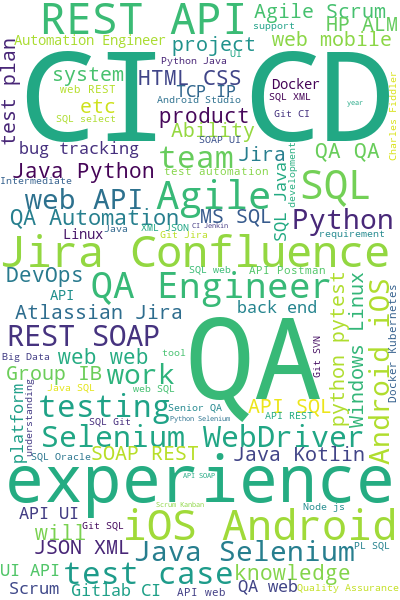 REST API
Agile Scrum
support
HP ALM
Automation Engineer
project
UI
web mobile
test plan
Python Java
CI CD
system
HTML CSS
Docker
web REST
TCP IP
SQL XML
Charles Fiddler
etc
Android Studio
year
SQL select
product
Git CI
Ability
SOAP UI
bug tracking
team
Jira
QA QA
Java Python
test automation
development
Intermediate
Agile
SQL
web API
SQL Java
QA Automation
MS SQL
Python
Linux
Java
XML JSON
CI Jenkin
Git Jira
requirement
Jira Confluence
DevOps
SQL web
API Postman
API
QA Engineer
Atlassian Jira
back end
python pytest
Windows Linux
Android iOS
Docker Kubernetes
REST SOAP
QA
Git SVN
Big Data
web web
tool
Group IB
work
Java SQL
web SQL
platform
understanding
testing
Senior QA
API SQL
SQL Git
Python Selenium
API REST
Selenium WebDriver
SQL Oracle
SOAP REST
Java Kotlin
experience
API SOAP
Scrum Kanban
Node js
API UI
Git SQL
iOS Android
will
JSON XML
Java Selenium
PL SQL
UI API
test case
knowledge
Scrum
Gitlab CI
API web
QA web
Quality Assurance